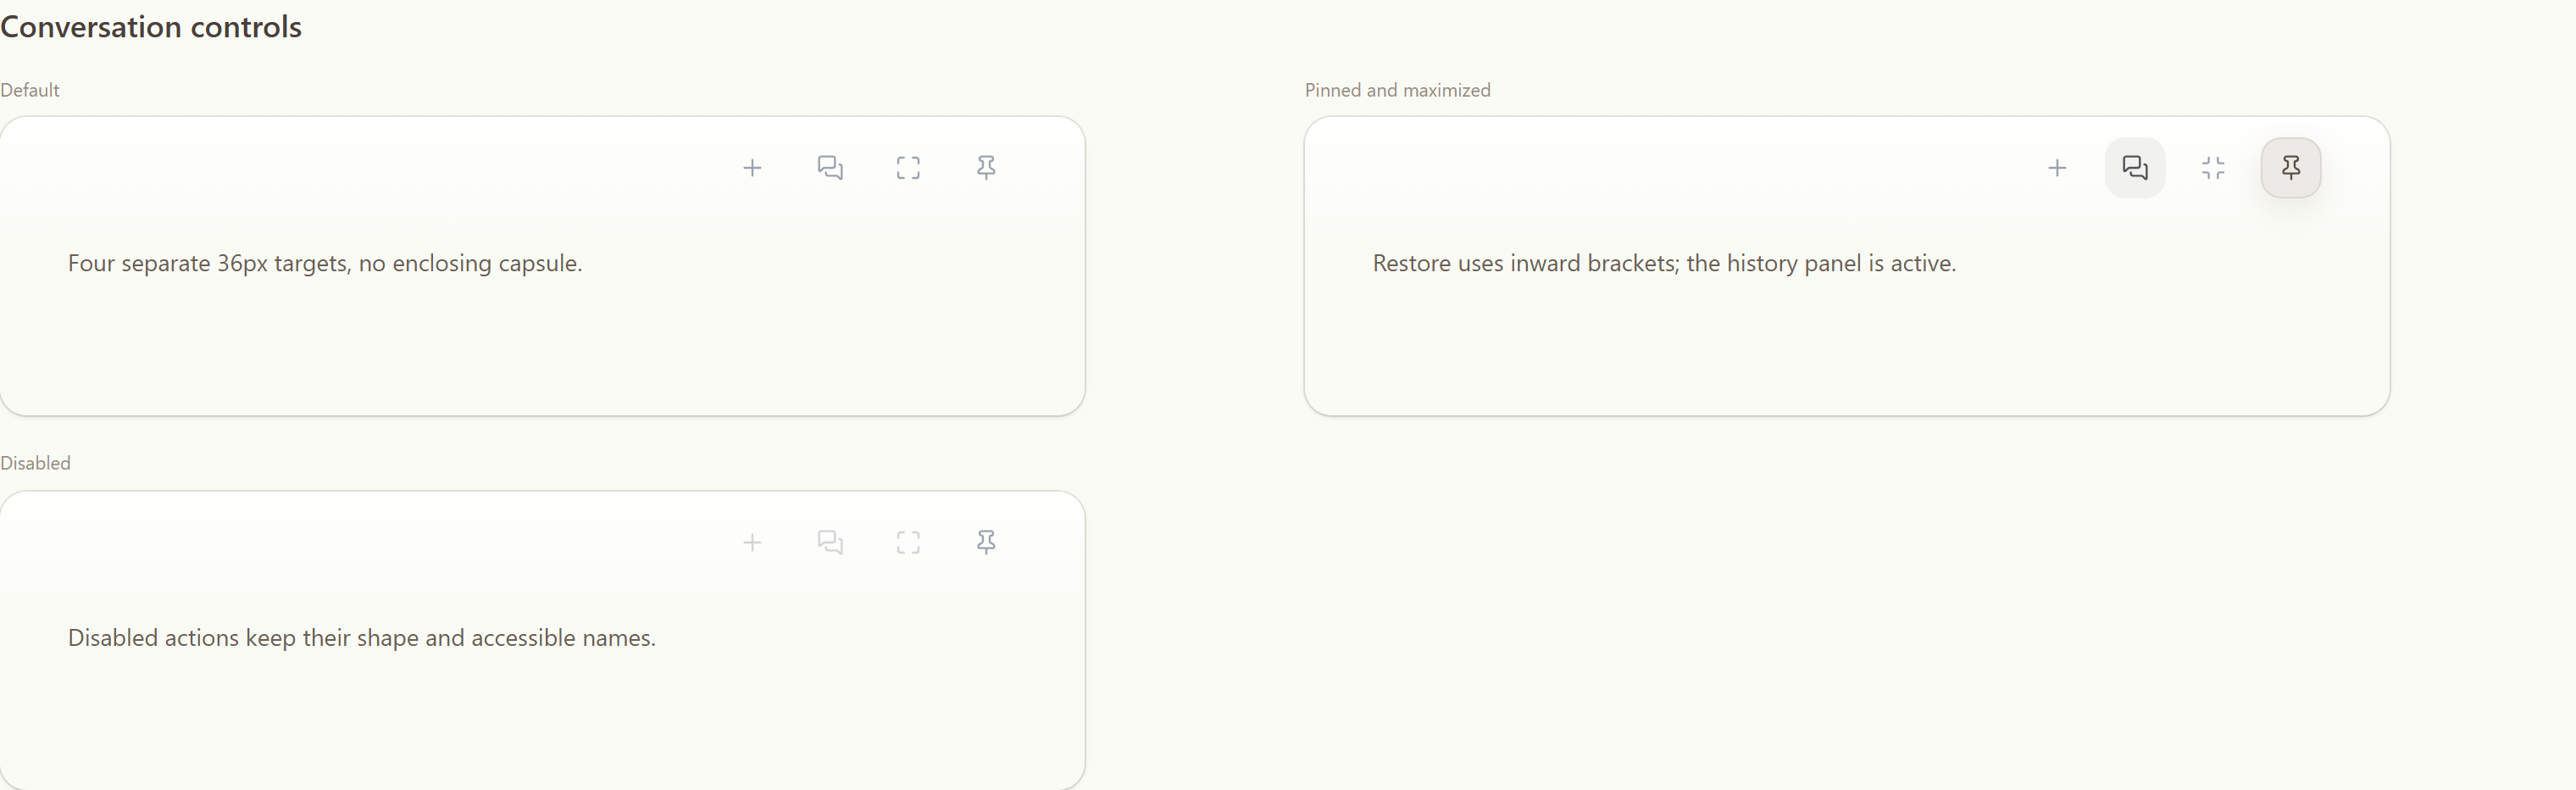 Conversation controls
Default
Pinned and maximized
Four separate 36px targets, no enclosing capsule.
Restore uses inward brackets; the history panel is active.
Disabled
Disabled actions keep their shape and accessible names.